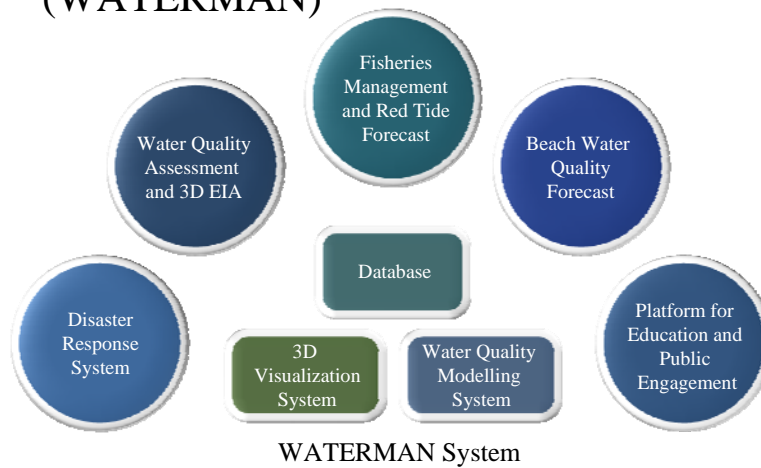 (WATERMAN)
Fisheries
Management
and Red Tide
Forecast
Water Quality
Assessment
and 3D EIA
Beach Water
Quality
Forecast
Database
Disaster
Response
System
3D
Visualization
System
Water Quality
Modelling
System
Platform for
Education and
Public
Engagement
WATERMAN System